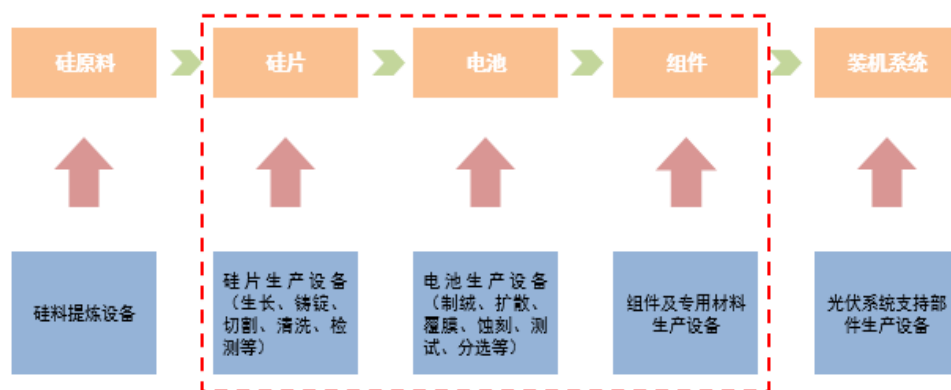 硅原料
硅片
电池
组件
装机系统
硅料提炼设备
硅片生产设备
（生长、铸锭、
切割、清洗、检
测等）
电池生产设备
（制绒、扩散、
覆膜、蚀刻、测
试、分选等）
组件及专用材料
生产设备
光伏系统支持部
件生产设备